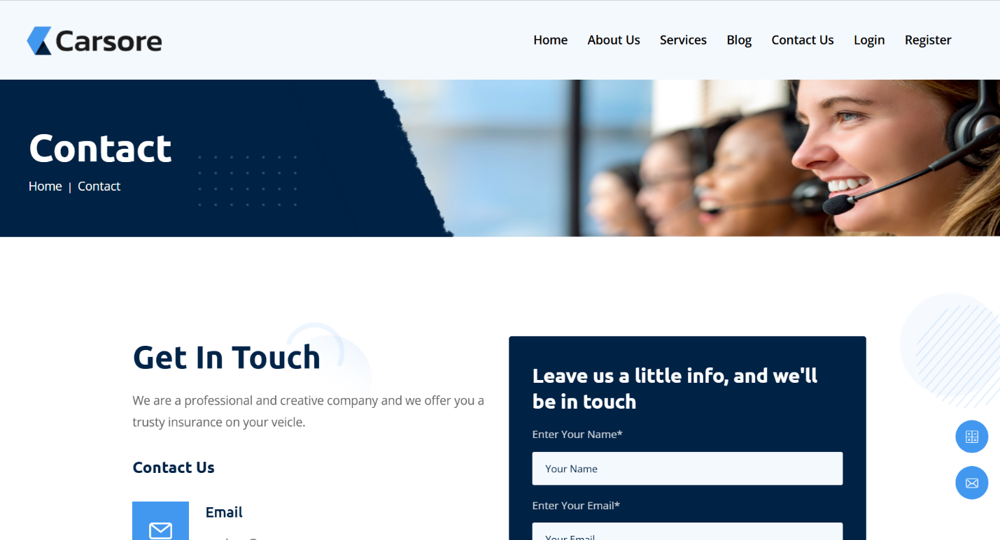 Carsore
Home About Us Services Blog Contact Us Login Register
Contact
Home | Contact
Get In Touch
We are a professional and creative company and we offer you a
trusty insurance on your veicle.
Contact Us
Email
Leave us a little info, and we'll
be in touch
Enter Your Name*
Your Name
Enter Your Email*
Your Email